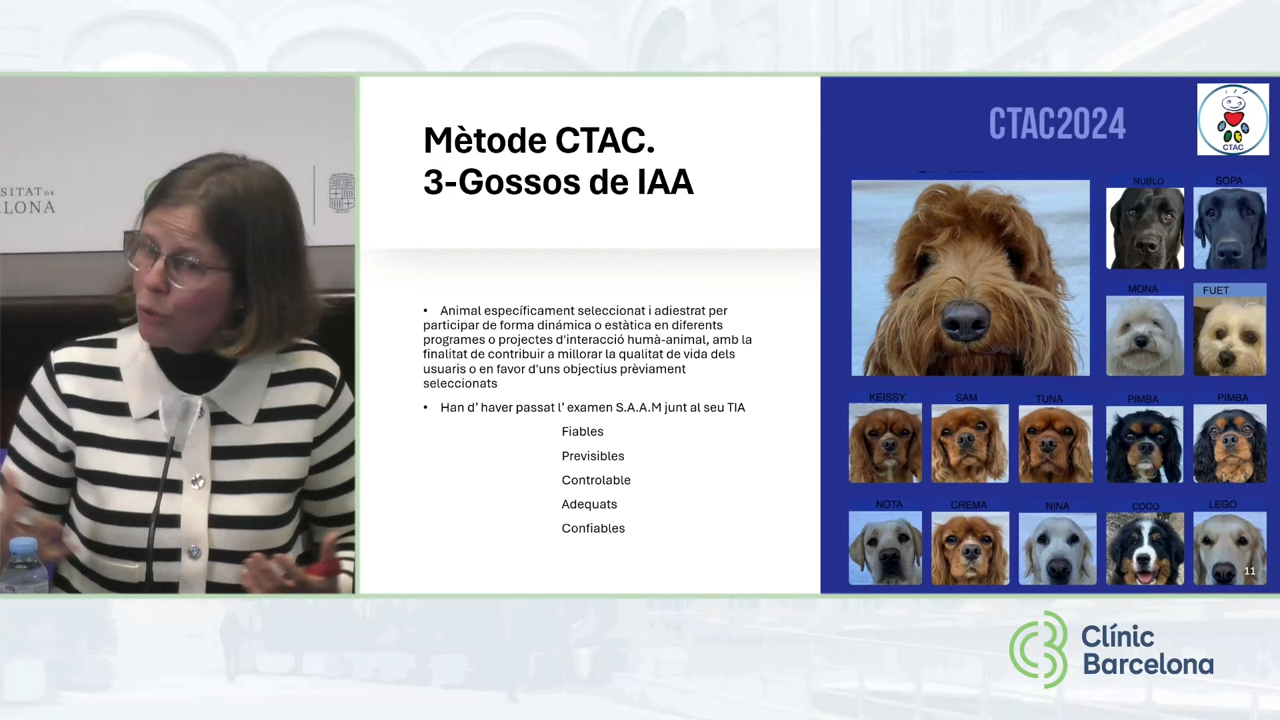 SITAT DE
LONA
Mètode CTAC.
3-Gossos de IAA
• Animal específicament seleccionat i adiestrat per
participar de forma dinámica o estàtica en diferents
programes o projectes d'interacció humà-animal, amb la
finalitat de contribuir a millorar la qualitat de vida dels
usuaris o en favor d'uns objectius prèviament
seleccionats
• Han d’ haver passat l’ examen S.A.A.M junt al seu TIA
Fiables
Previsibles
Controlable
Adequats
Confiables
CTAC2024
CTAC
NUBLO
SOPA
MONA
FUET
KEISSY
SAM
TUNA
PIMBA
PIMBA
NOTA
CREMA
NINA
COCO
LEGO
11
Clínic
Barcelona